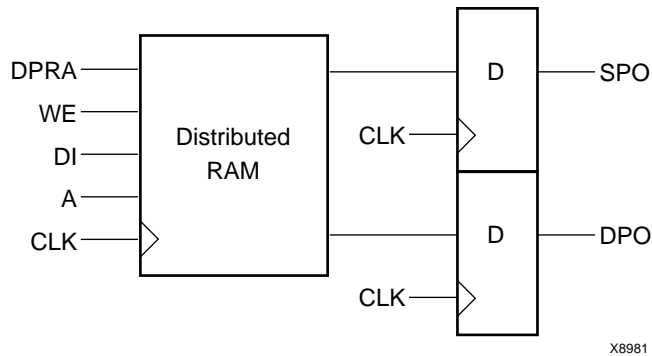 DPRA
WE
DI
A
CLK
Distributed
RAM
D
SPO
CLK
D
DPO
CLK
X8981